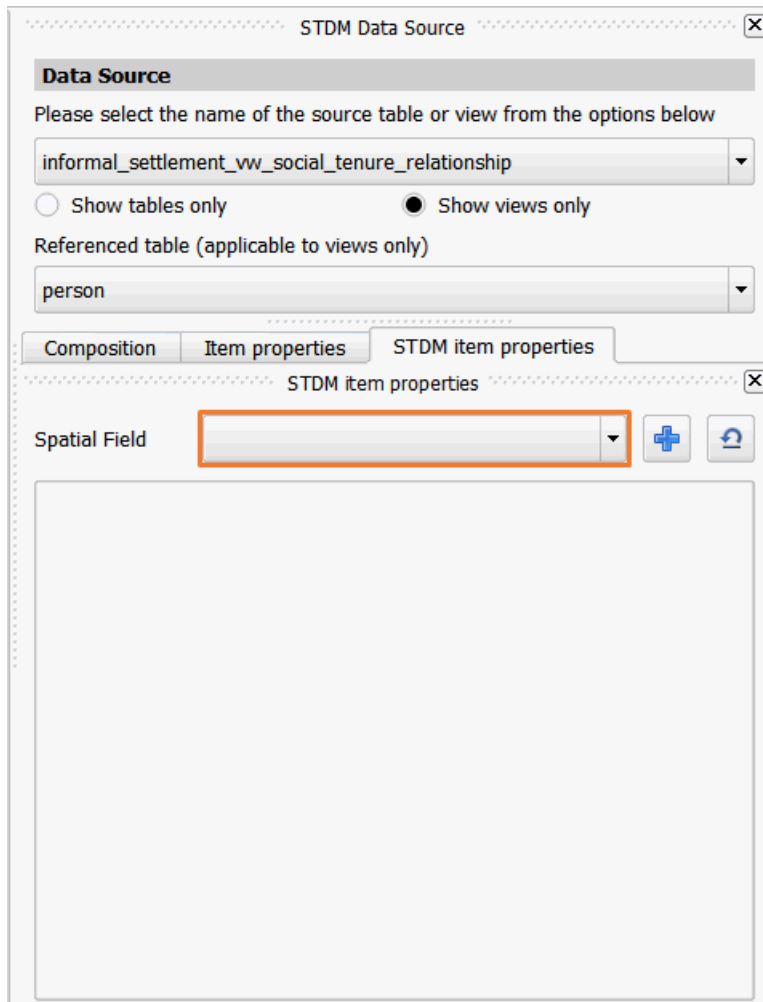 STDM Data Source
Data Source
Please select the name of the source table or view from the options below
informal_settlement_vw_social_tenure_relationship
Show tables only Show views only
Referenced table (applicable to views only)
person
Composition Item properties STDM item properties
STDM item properties
Spatial Field